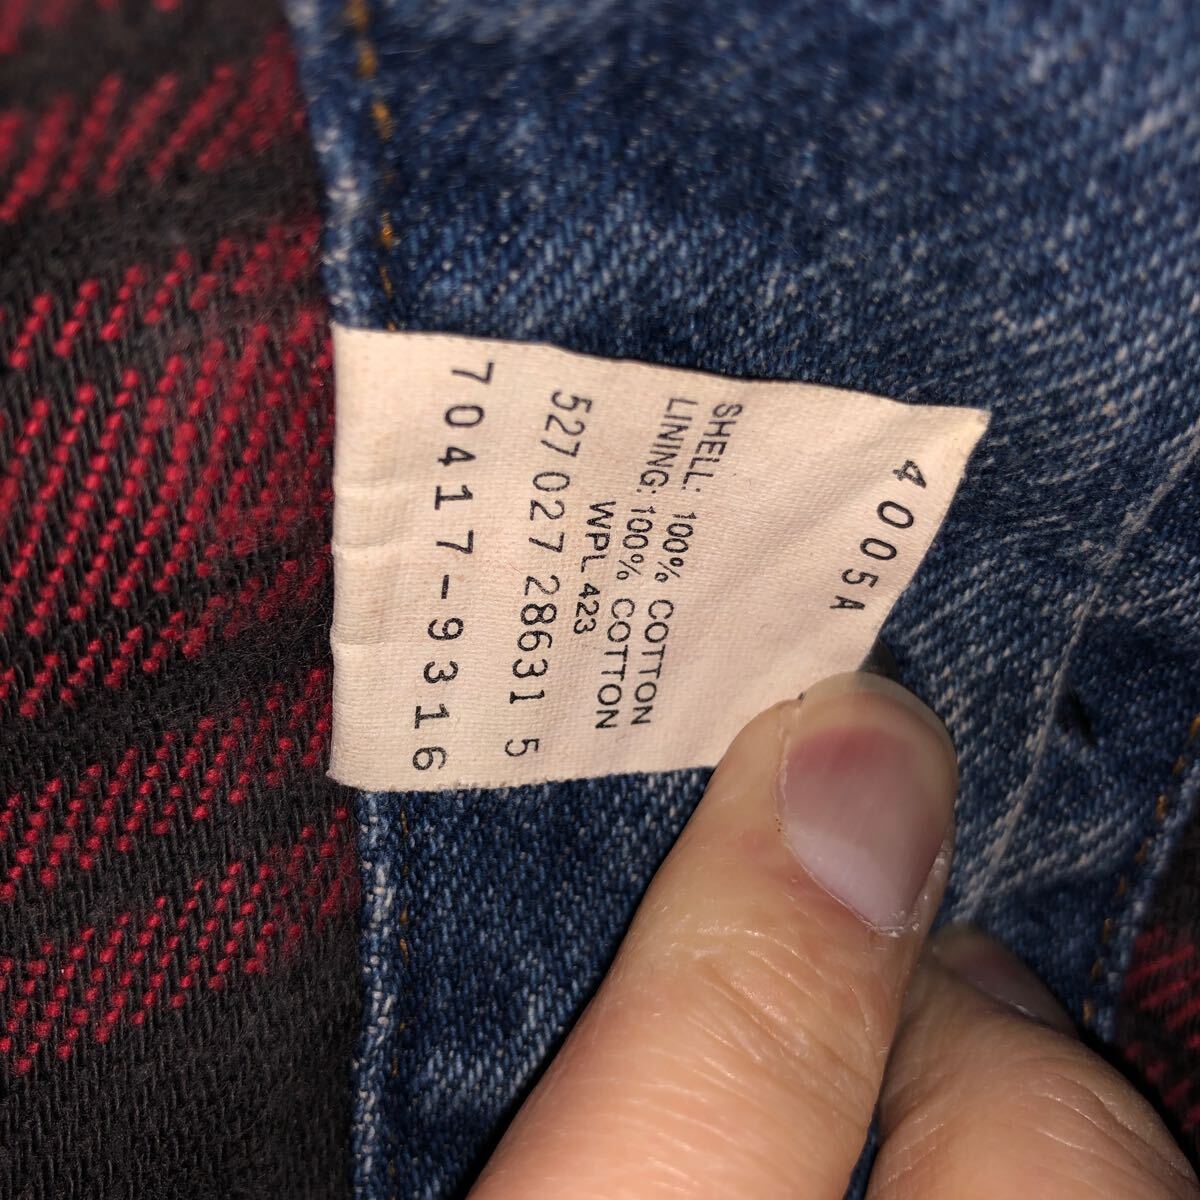 4005A
SHELL: 100% COTTON
LINING: 100% COTTON
WPL 423
527 027 28631 5
70417-9316